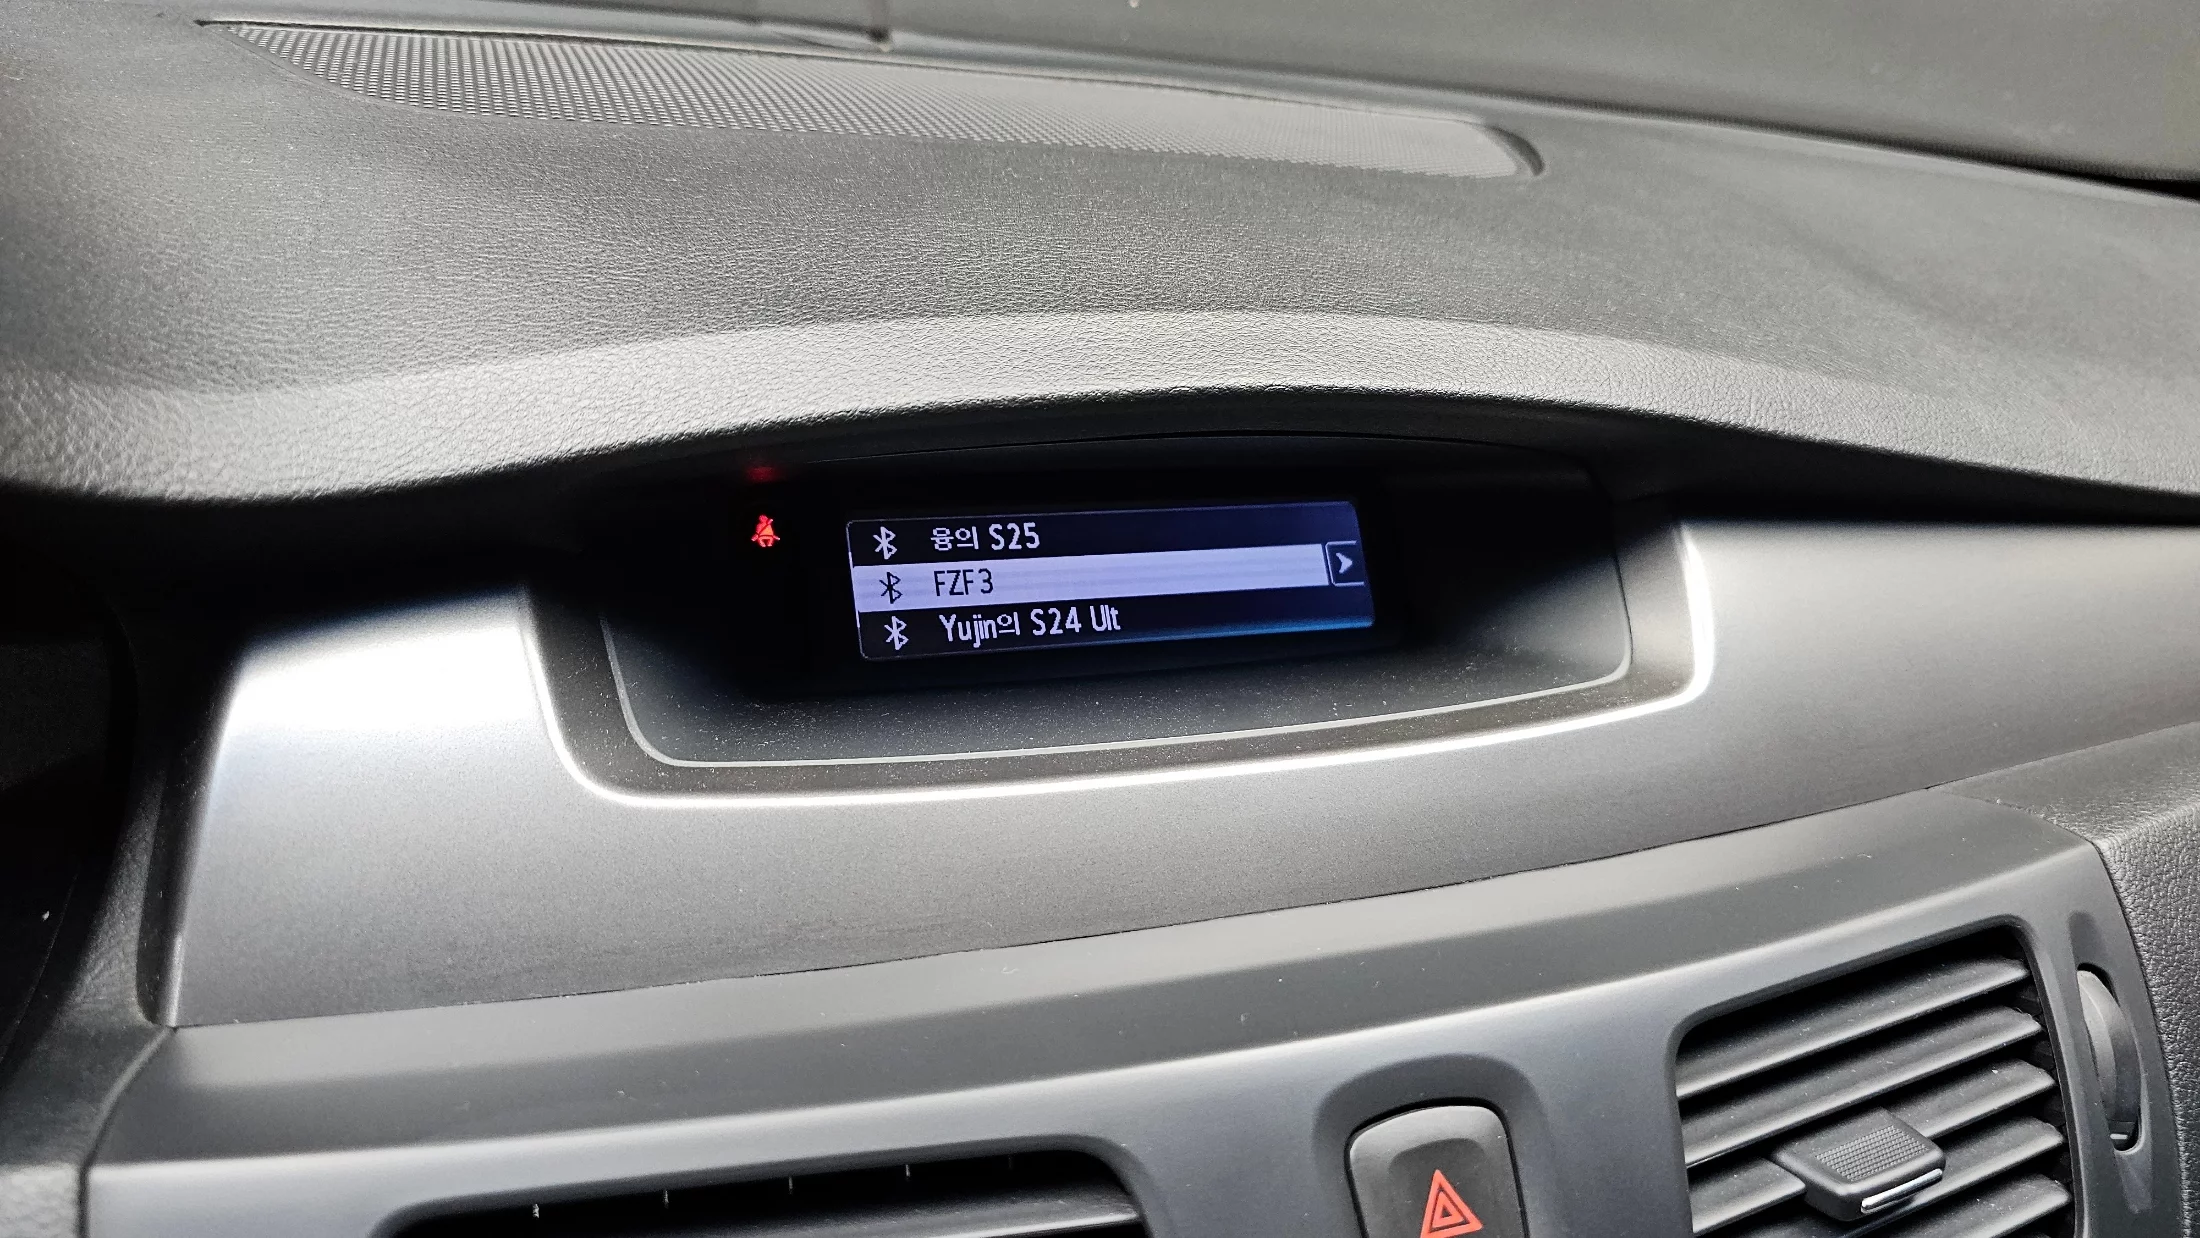 융의 S25
FZF3
Yujin의 S24 Ult